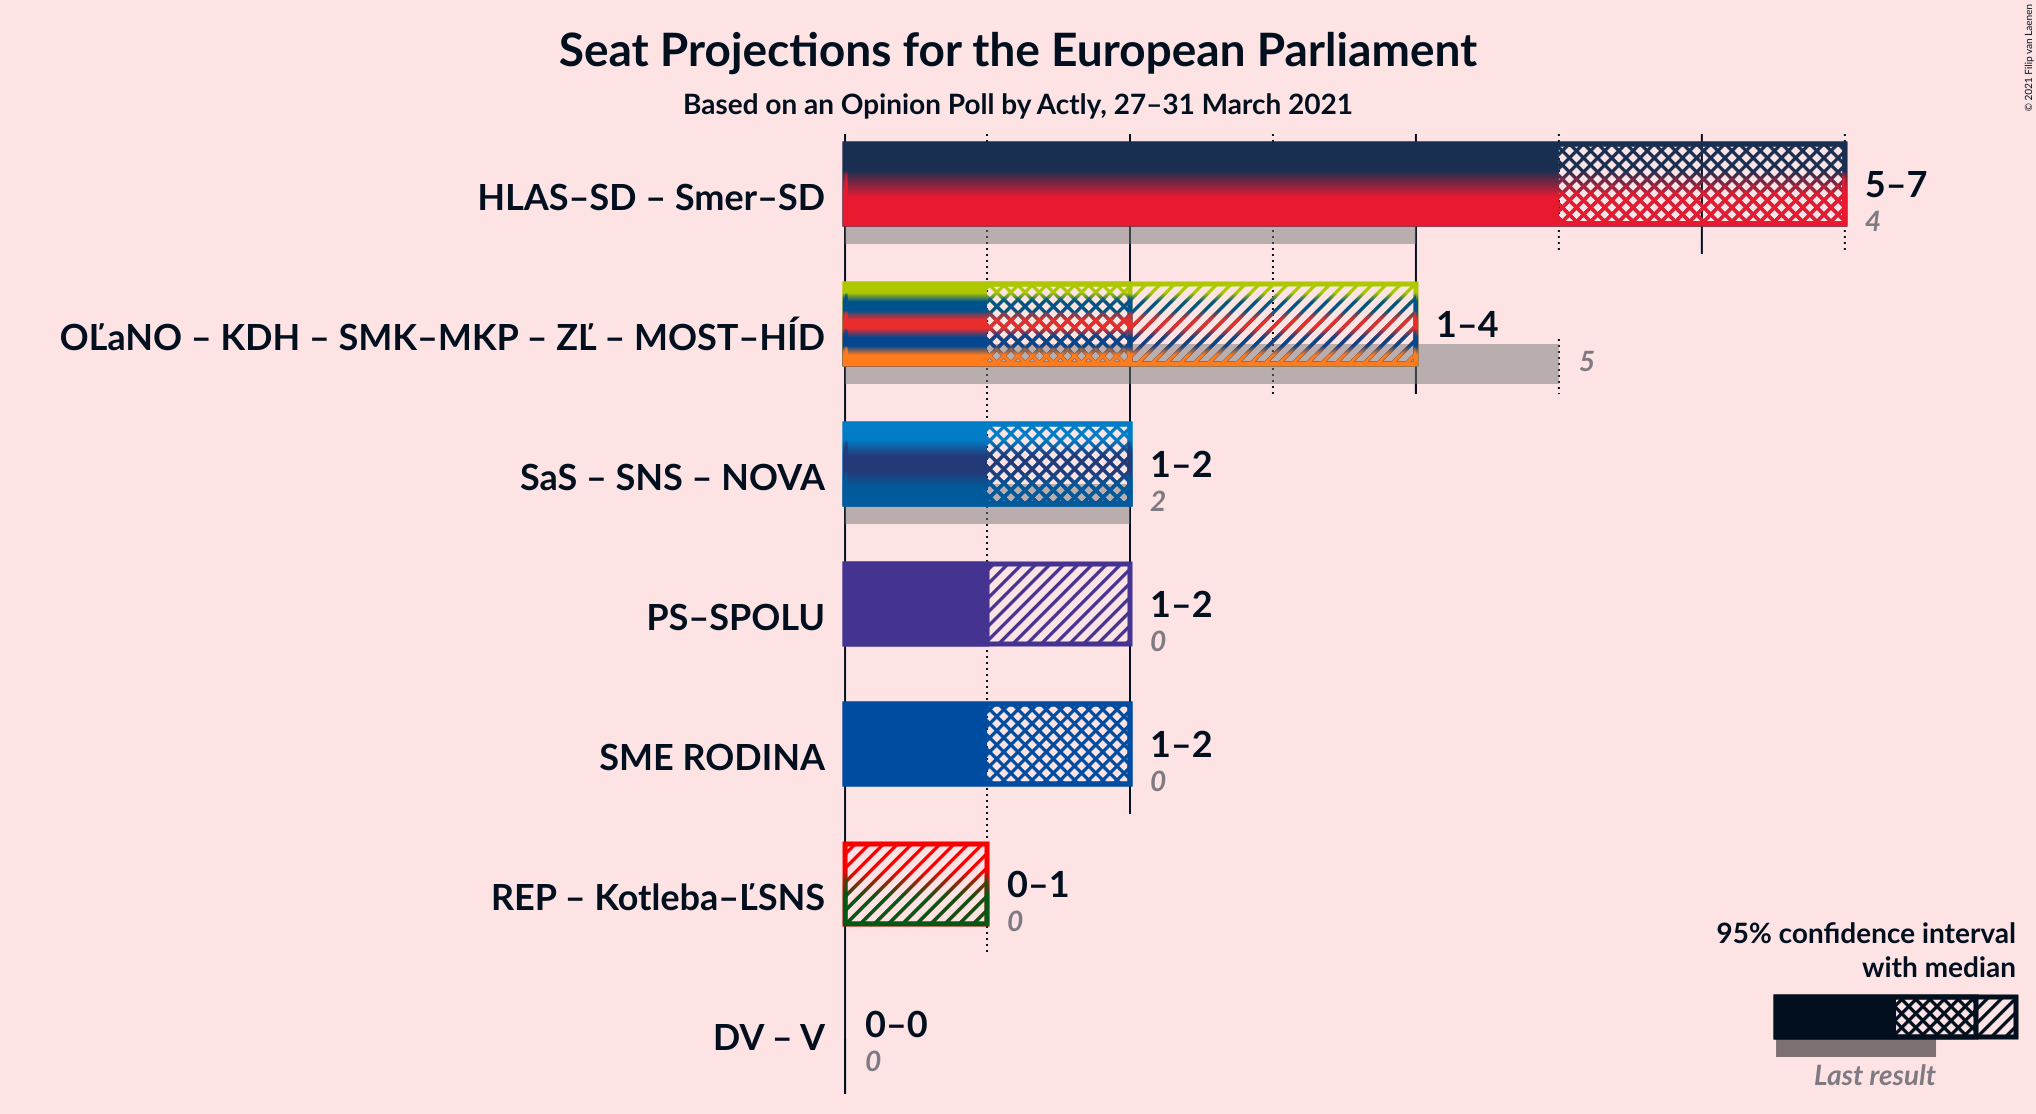 Seat Projections for the European Parliament
Based on an Opinion Poll by Actly, 27–31 March 2021
© 2021 Filip van Laenen
HLAS–SD – Smer–SD
5–7
4
OĽaNO – KDH – SMK–MKP – ZĽ – MOST–HÍD
1–4
5
SaS – SNS – NOVA
1–2
2
PS–SPOLU
1–2
0
SME RODINA
1–2
0
REP – Kotleba–ĽSNS
0–1
0
DV – V
0–0
0
95% confidence interval
with median
Last result